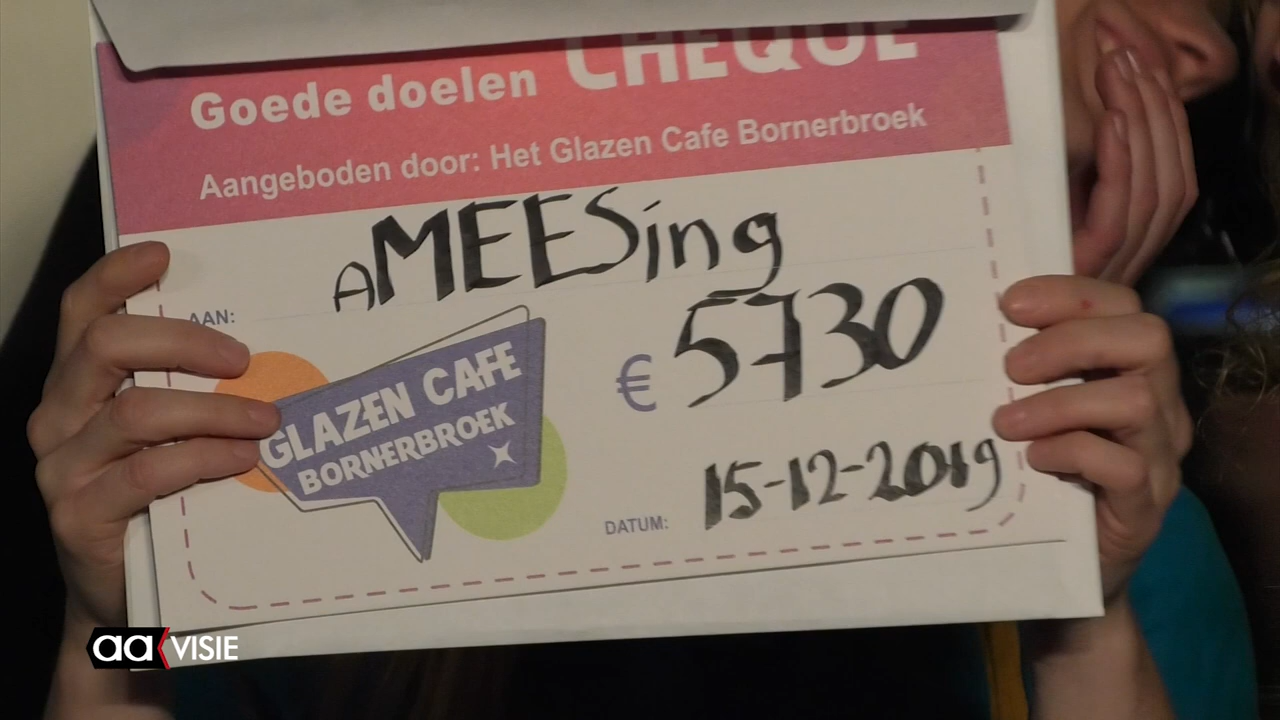 Goede doelen CHEQUE
Aangeboden door: Het Glazen Cafe Bornerbroek
AMEESing
AAN:
€ 5730
GLAZEN CAFE
BORNERBROEK
DATUM: 15-12-2019
aa VISIE